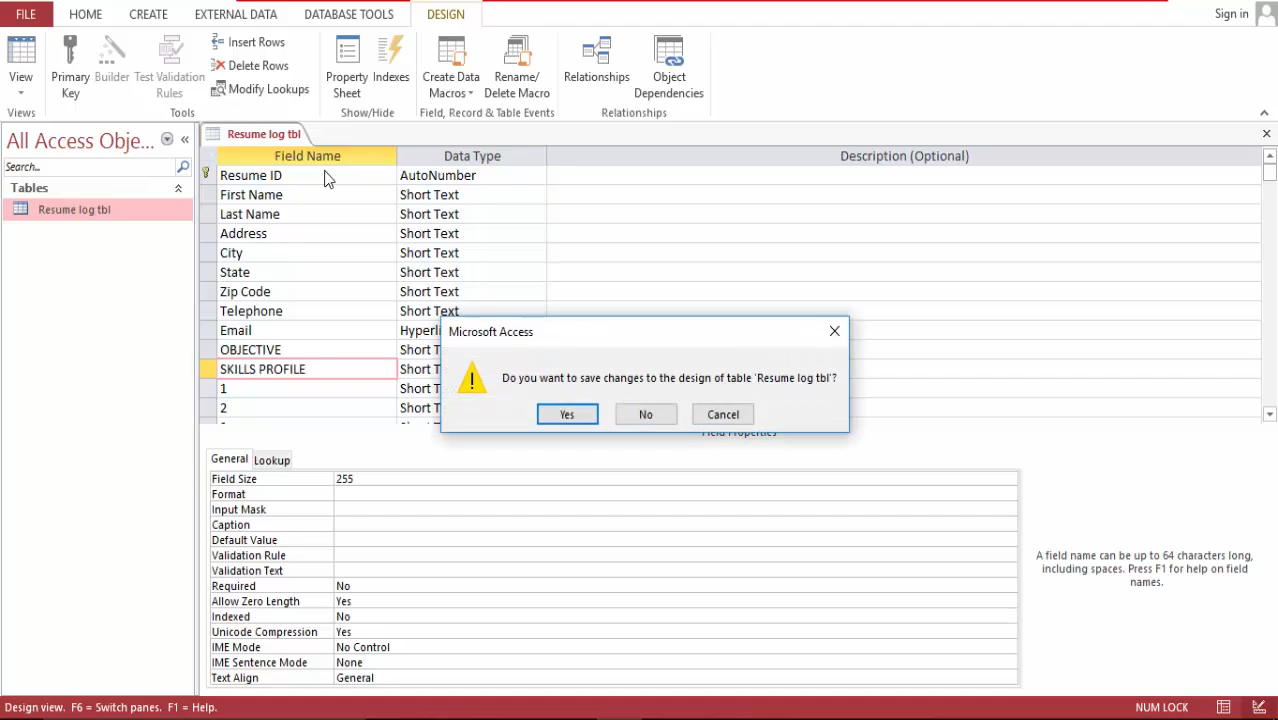 FILE HOME CREATE EXTERNAL DATA DATABASE TOOLS DESIGN Sign in
View
Views
Primary Key
Builder
Test Validation Rules
Insert Rows
Delete Rows
Modify Lookups
Tools
Property Sheet
Indexes
Show/Hide
Create Data Macros
Rename/ Delete Macro
Field, Record & Table Events
Relationships
Object Dependencies
Relationships
All Access Obje...
Search...
Tables
Resume log tbl
Resume log tbl
Field Name Data Type Description (Optional)
Resume ID AutoNumber
First Name Short Text
Last Name Short Text
Address Short Text
City Short Text
State Short Text
Zip Code Short Text
Telephone Short Text
Email Hyperli
OBJECTIVE Short T
SKILLS PROFILE Short T
1 Short T
2 Short T
Microsoft Access
Do you want to save changes to the design of table 'Resume log tbl'?
Yes No Cancel
Field Properties
General Lookup
Field Size 255
Format
Input Mask
Caption
Default Value
Validation Rule
Validation Text
Required No
Allow Zero Length Yes
Indexed No
Unicode Compression Yes
IME Mode No Control
IME Sentence Mode None
Text Align General
A field name can be up to 64 characters long,
including spaces. Press F1 for help on field
names.
Design view. F6 = Switch panes. F1 = Help. NUM LOCK